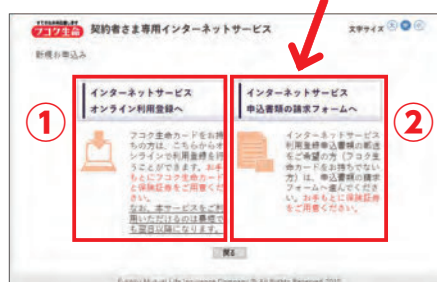 フコク生命 契約者さま専用インターネットサービス
文字サイズ
新規お申込み
①
インターネットサービス
オンライン利用登録へ
フコク生命カードをお持
ちの方は、こちらからオ
ンラインで利用登録を行
うことができます。お手
もとにフコク生命カード
と保険証券をご用意くだ
さい。
なお、本サービスをご利
用いただけるのは最短で
も翌日以降になります。
②
インターネットサービス
申込書類の請求フォームへ
インターネットサービス
利用登録申込書類の郵送
をご希望の方（フコク生
命カードをお持ちでない
方）は、申込書類の請求
フォームへ進んでくださ
い。お手もとに保険証券
をご用意ください。
戻る